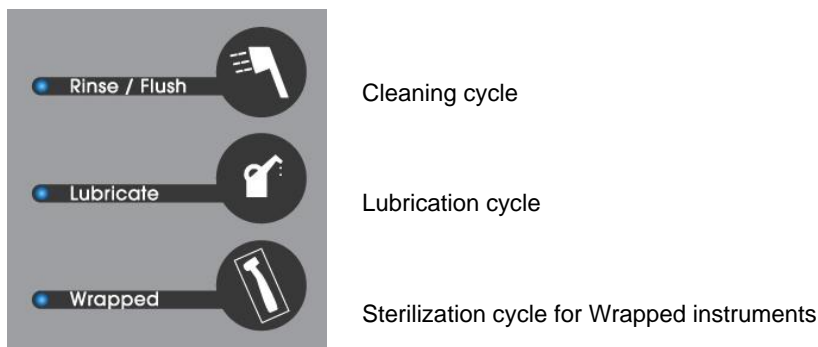 Rinse / Flush
Cleaning cycle
Lubricate
Lubrication cycle
Wrapped
Sterilization cycle for Wrapped instruments